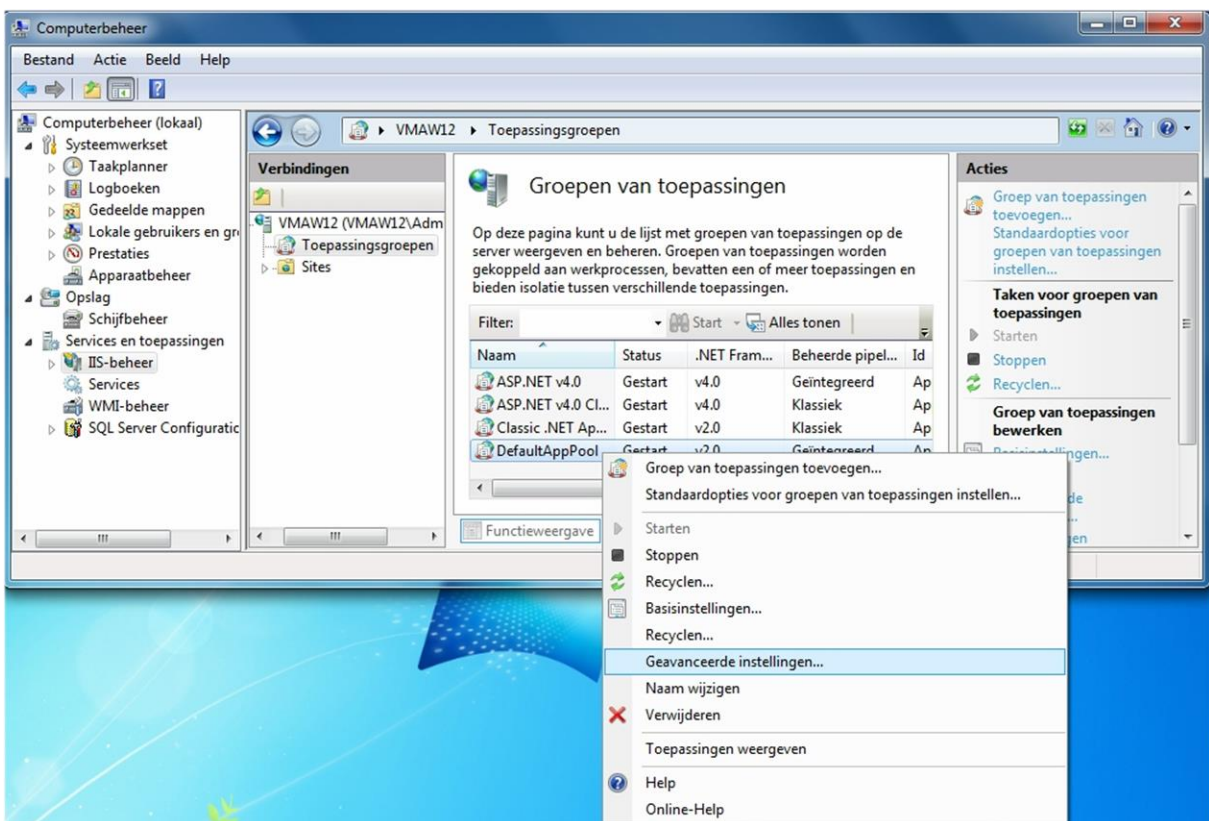 Computerbeheer
Bestand Actie Beeld Help
Computerbeheer (lokaal)
Systeemwerkset
Taakplanner
Logboeken
Gedeelde mappen
Lokale gebruikers en gr
Prestaties
Apparaatbeheer
Opslag
Schijfbeheer
Services en toepassingen
IIS-beheer
Services
WMI-beheer
SQL Server Configuratic
VMAW12 Toepassingsgroepen
Verbindingen
VMAW12 (VMAW12\Adm
Toepassingsgroepen
Sites
Groepen van toepassingen
Op deze pagina kunt u de lijst met groepen van toepassingen op de
server weergeven en beheren. Groepen van toepassingen worden
gekoppeld aan werkprocessen, bevatten een of meer toepassingen en
bieden isolatie tussen verschillende toepassingen.
Filter: Start Alles tonen
Naam Status .NET Fram... Beheerde pipel... Id
ASP.NET v4.0 Gestart v4.0 Geïntegreerd Ap
ASP.NET v4.0 Cl... Gestart v4.0 Klassiek Ap
Classic .NET Ap... Gestart v2.0 Klassiek Ap
DefaultAppPool Gestart v2.0 Geïntegreerd Ap
Functieweergave
Acties
Groep van toepassingen
toevoegen...
Standaardopties voor
groepen van toepassingen
instellen...
Taken voor groepen van
toepassingen
Starten
Stoppen
Recyclen...
Groep van toepassingen
bewerken
Basisinstellingen...
de
...
en
Groep van toepassingen toevoegen...
Standaardopties voor groepen van toepassingen instellen...
Starten
Stoppen
Recyclen...
Basisinstellingen...
Recyclen...
Geavanceerde instellingen...
Naam wijzigen
Verwijderen
Toepassingen weergeven
Help
Online-Help